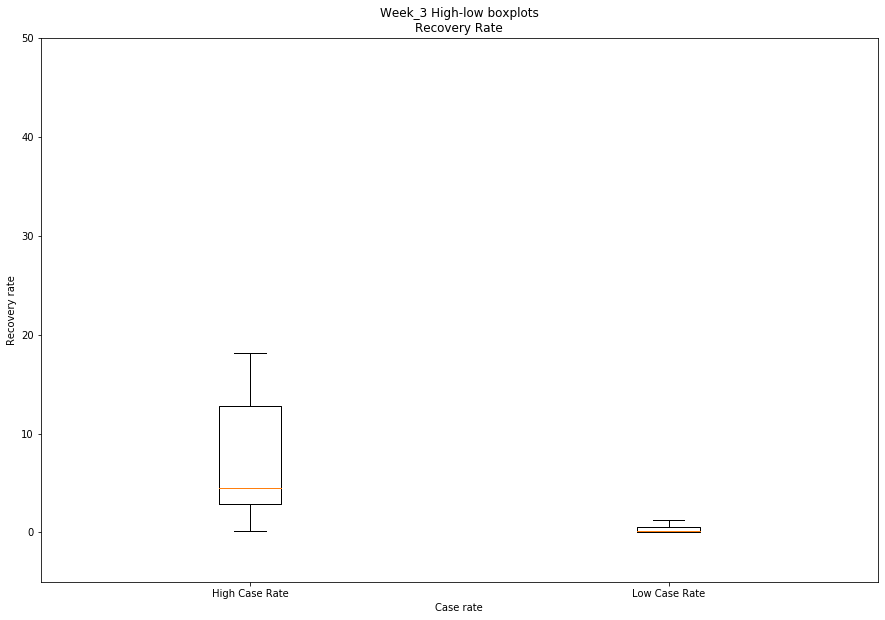 Week_3 High-low boxplots
Recovery Rate
50
40
30
20
10
0
Recovery rate
High Case Rate
Low Case Rate
Case rate